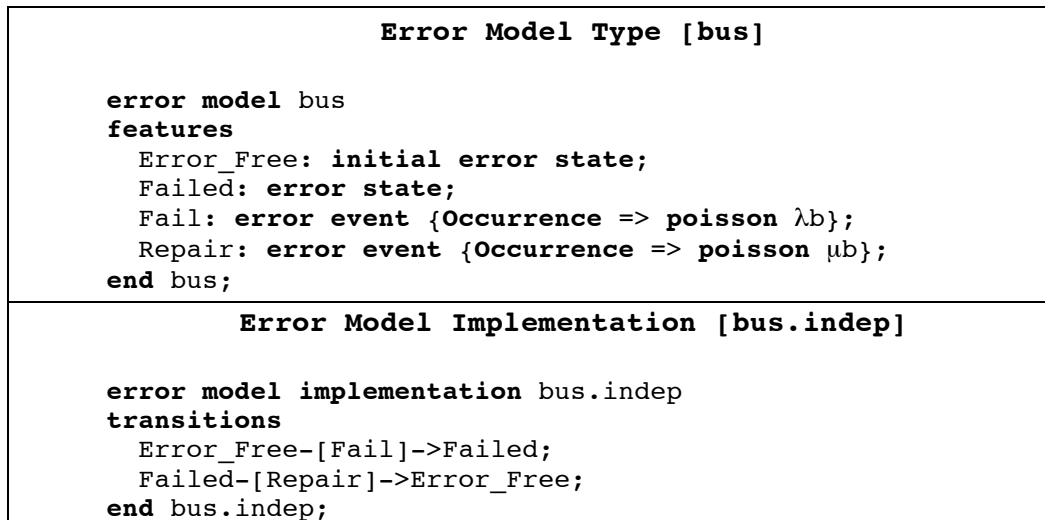 Error Model Type [bus]
error model bus
features
Error_Free: initial error state;
Failed: error state;
Fail: error event {Occurrence => poisson λb};
Repair: error event {Occurrence => poisson μb};
end bus;
Error Model Implementation [bus.indep]
error model implementation bus.indep
transitions
Error_Free-[Fail]->Failed;
Failed-[Repair]->Error_Free;
end bus.indep;